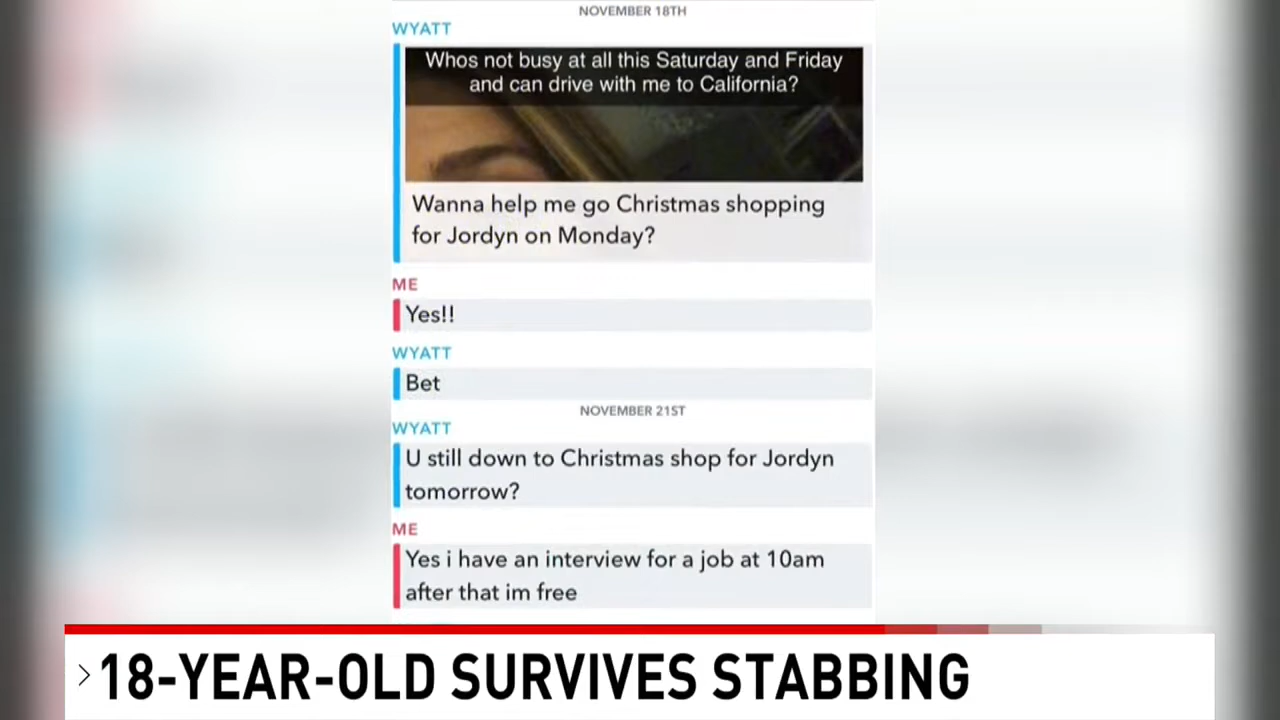 NOVEMBER 18TH
WYATT
Whos not busy at all this Saturday and Friday
and can drive with me to California?
Wanna help me go Christmas shopping
for Jordyn on Monday?
ME
Yes!!
WYATT
Bet
NOVEMBER 21ST
WYATT
U still down to Christmas shop for Jordyn
tomorrow?
ME
Yes i have an interview for a job at 10am
after that im free
18-YEAR-OLD SURVIVES STABBING